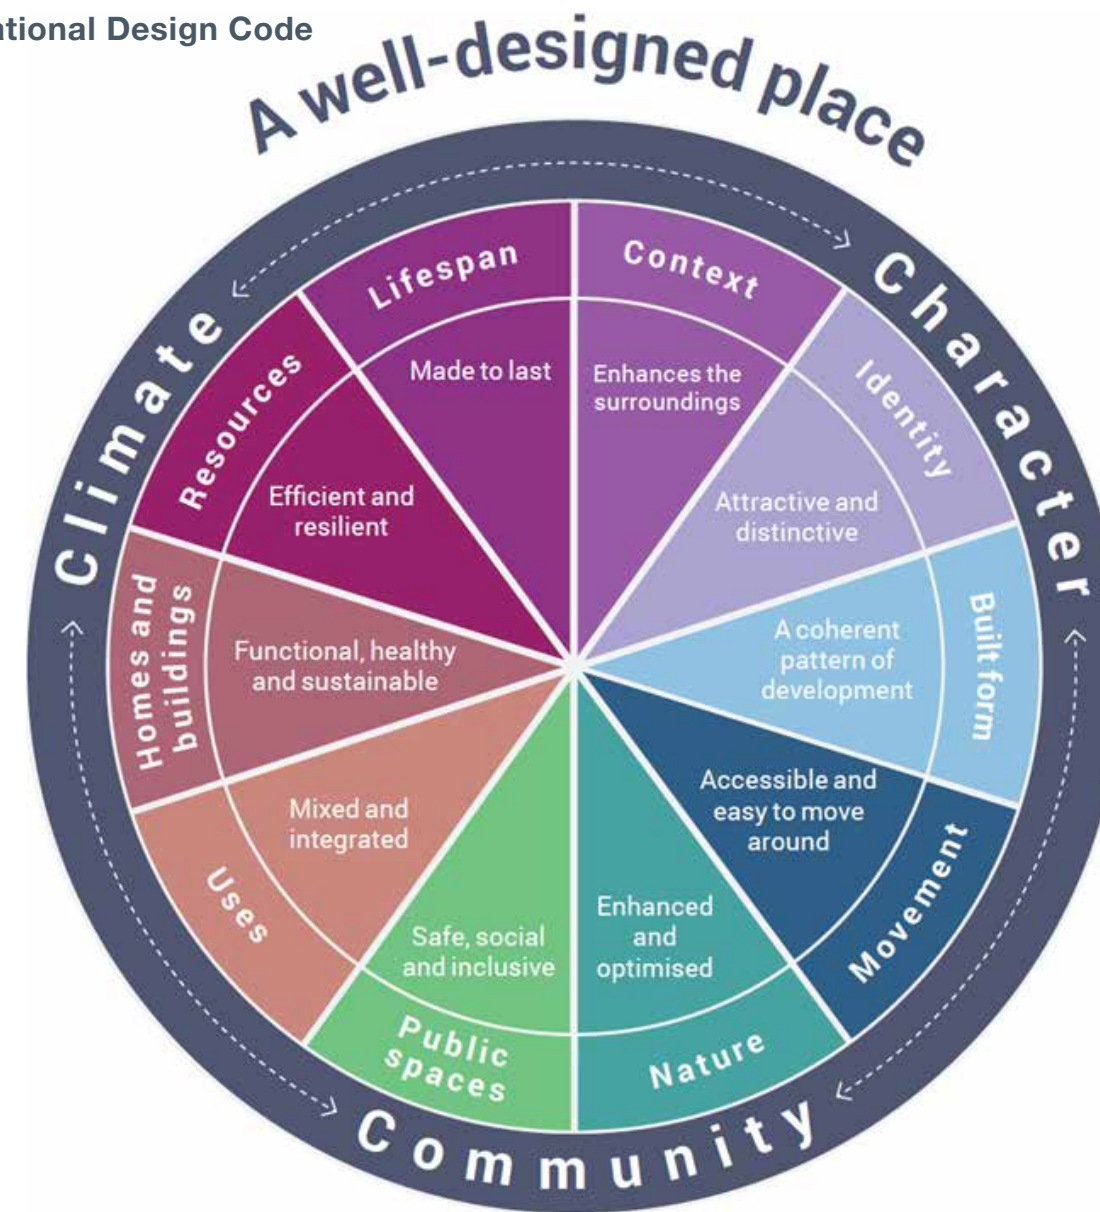 ational Design Code
A well-designed place
Climate
Character
Community
Lifespan
Made to last
Context
Enhances the
surroundings
Identity
Attractive and
distinctive
Built form
A coherent
pattern of
development
Movement
Accessible and
easy to move
around
Nature
Enhanced
and
optimised
Public
spaces
Safe, social
and inclusive
Uses
Mixed and
integrated
Homes and
buildings
Functional, healthy
and sustainable
Resources
Efficient and
resilient